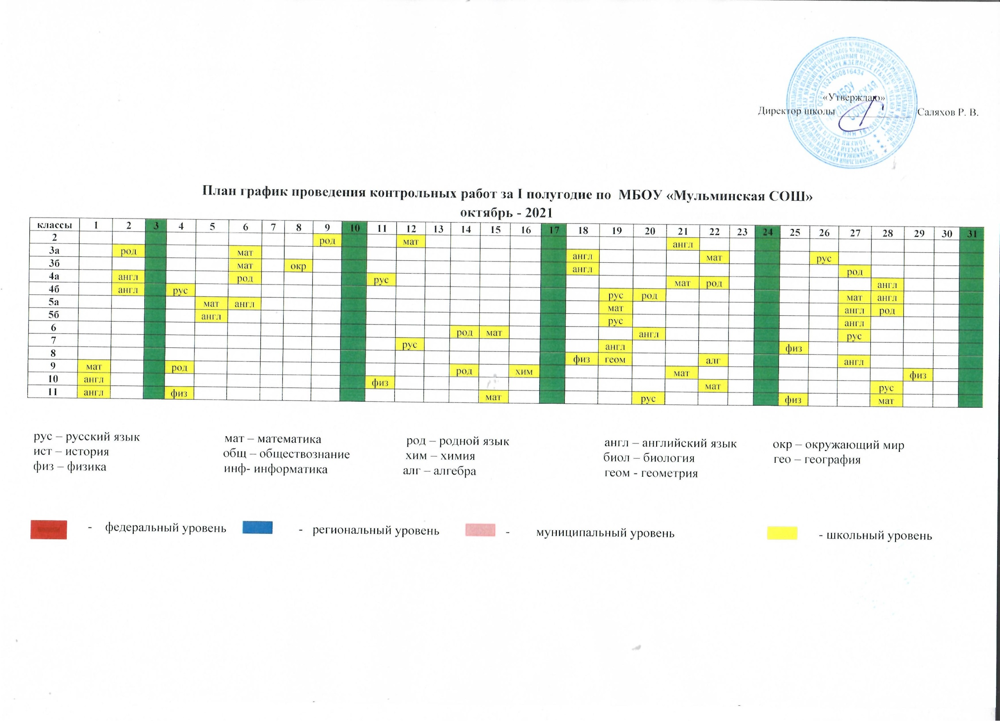 ОГРН 1021600816434
МБОУ
СОШ
«Утверждаю»
Директор школы Саляхов Р. В.
План график проведения контрольных работ за I полугодие по МБОУ «Мульминская СОШ»
октябрь - 2021
классы 1 2 3 4 5 6 7 8 9 10 11 12 13 14 15 16 17 18 19 20 21 22 23 24 25 26 27 28 29 30 31
2 род мат англ
3а род мат англ мат рус
3б мат окр англ род
4а англ род рус мат род англ
4б англ рус рус род мат англ
5а мат англ мат англ род
5б англ рус англ
6 род мат англ рус
7 рус англ физ
8 физ геом алг англ
9 мат род род хим мат физ
10 англ физ мат рус
11 англ физ мат рус физ мат
рус – русский язык мат – математика род – родной язык англ – английский язык окр – окружающий мир
ист – история общ – обществознание хим – химия биол – биология гео – география
физ – физика инф- информатика алг – алгебра геом - геометрия
- федеральный уровень - региональный уровень - муниципальный уровень - школьный уровень